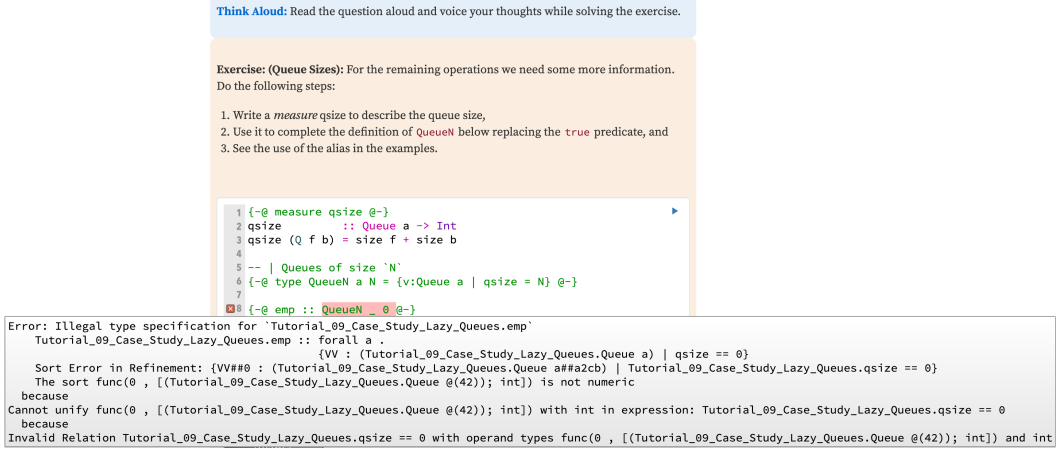 Think Aloud: Read the question aloud and voice your thoughts while solving the exercise.
Exercise: (Queue Sizes): For the remaining operations we need some more information.
Do the following steps:
1. Write a measure qsize to describe the queue size,
2. Use it to complete the definition of QueueN below replacing the true predicate, and
3. See the use of the alias in the examples.
1 {-@ measure qsize @-}
2 qsize         :: Queue a -> Int
3 qsize (Q f b) = size f + size b
4
5 -- | Queues of size `N`
6 {-@ type QueueN a N = {v:Queue a | qsize = N} @-}
7
8 {-@ emp :: QueueN _ 0 @-}
Error: Illegal type specification for `Tutorial_09_Case_Study_Lazy_Queues.emp`
Tutorial_09_Case_Study_Lazy_Queues.emp :: forall a .
{VV : (Tutorial_09_Case_Study_Lazy_Queues.Queue a) | qsize == 0}
Sort Error in Refinement: {VV##0 : (Tutorial_09_Case_Study_Lazy_Queues.Queue a##a2cb) | Tutorial_09_Case_Study_Lazy_Queues.qsize == 0}
The sort func(0 , [(Tutorial_09_Case_Study_Lazy_Queues.Queue @(42)); int]) is not numeric
because
Cannot unify func(0 , [(Tutorial_09_Case_Study_Lazy_Queues.Queue @(42)); int]) with int in expression: Tutorial_09_Case_Study_Lazy_Queues.qsize == 0
because
Invalid Relation Tutorial_09_Case_Study_Lazy_Queues.qsize == 0 with operand types func(0 , [(Tutorial_09_Case_Study_Lazy_Queues.Queue @(42)); int]) and int